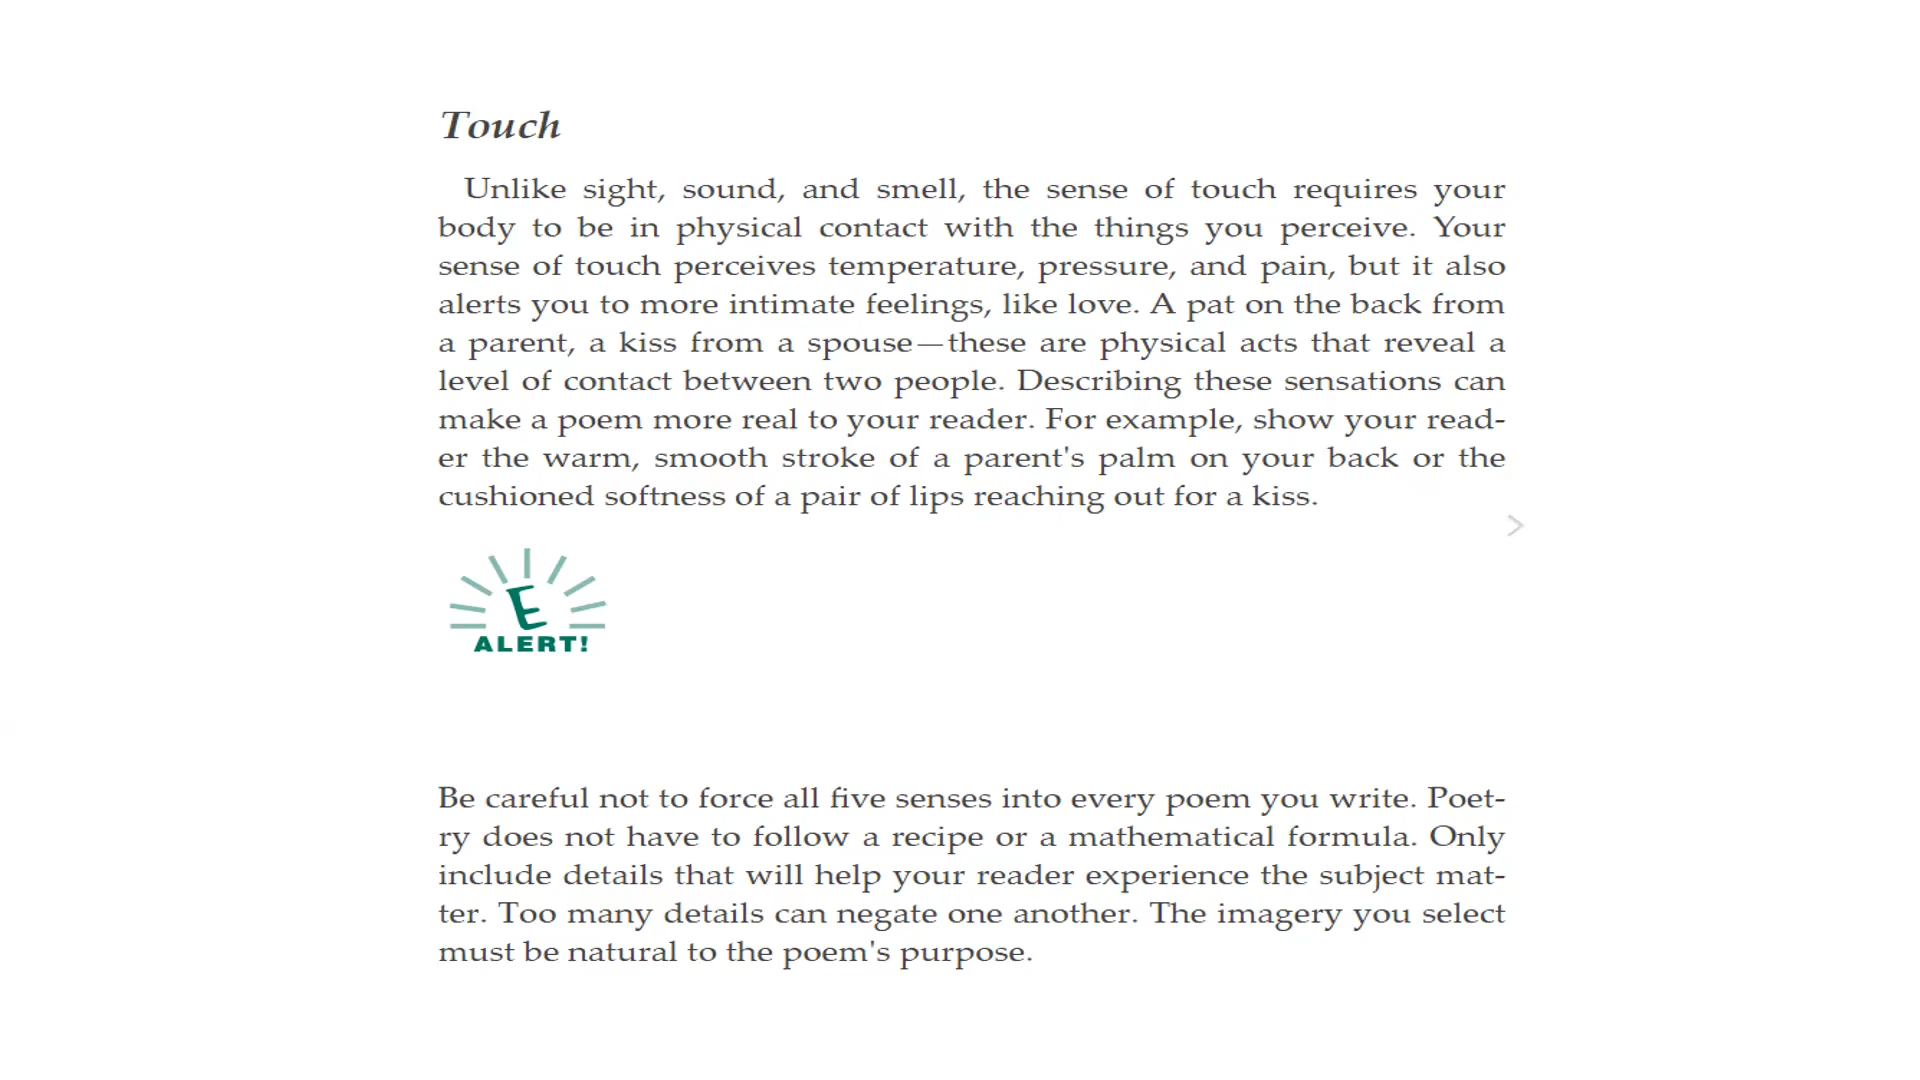 Touch
Unlike sight, sound, and smell, the sense of touch requires your
body to be in physical contact with the things you perceive. Your
sense of touch perceives temperature, pressure, and pain, but it also
alerts you to more intimate feelings, like love. A pat on the back from
a parent, a kiss from a spouse—these are physical acts that reveal a
level of contact between two people. Describing these sensations can
make a poem more real to your reader. For example, show your read-
er the warm, smooth stroke of a parent's palm on your back or the
cushioned softness of a pair of lips reaching out for a kiss.
E
ALERT!
Be careful not to force all five senses into every poem you write. Poet-
ry does not have to follow a recipe or a mathematical formula. Only
include details that will help your reader experience the subject mat-
ter. Too many details can negate one another. The imagery you select
must be natural to the poem's purpose.